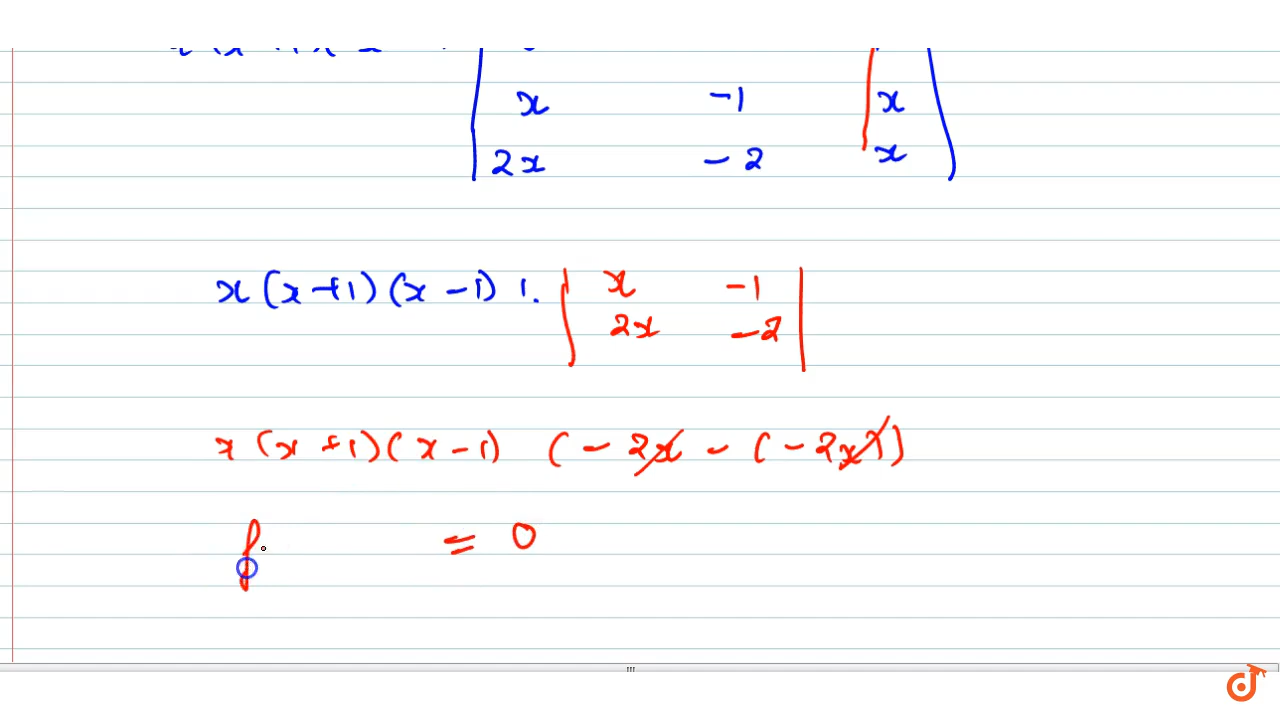 x -1 x
2x -2 x
x (x+1) (x-1) 1. | x -1 |
| 2x -2 |
x (x+1) (x-1) (-2x - (-2x))
f = 0